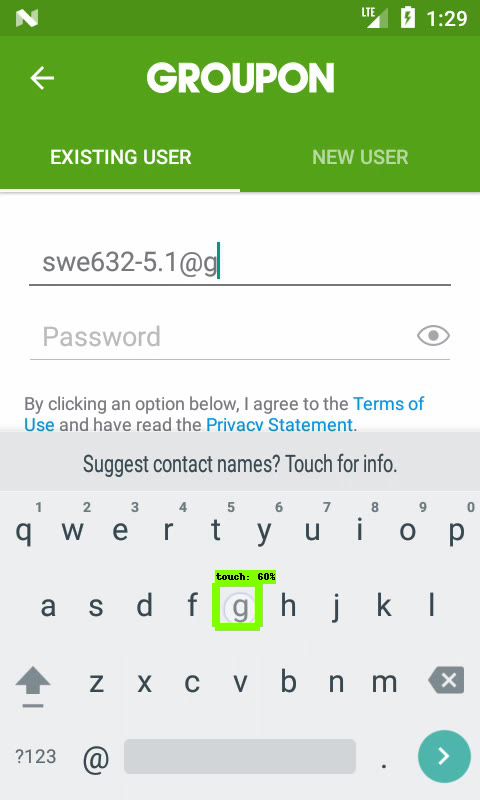 LTE 1:29
GROUPON
EXISTING USER NEW USER
swe632-5.1@g
Password
By clicking an option below, I agree to the Terms of
Use and have read the Privacy Statement.
Suggest contact names? Touch for info.
1 2 3 4 5 6 7 8 9 0
q w e r t y u i o p
touch: 60%
a s d f g h j k l
z x c v b n m
?123 @ .